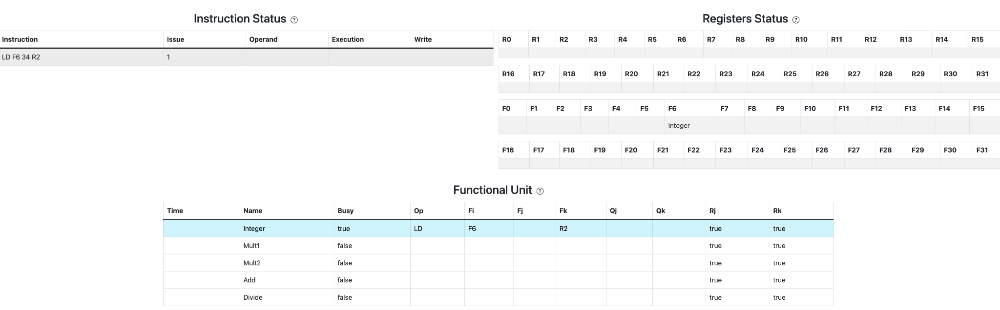 Instruction Status ?
Instruction Issue Operand Execution Write
LD F6 34 R2 1
Registers Status ?
R0 R1 R2 R3 R4 R5 R6 R7 R8 R9 R10 R11 R12 R13 R14 R15
R16 R17 R18 R19 R20 R21 R22 R23 R24 R25 R26 R27 R28 R29 R30 R31
F0 F1 F2 F3 F4 F5 F6 F7 F8 F9 F10 F11 F12 F13 F14 F15
Integer
F16 F17 F18 F19 F20 F21 F22 F23 F24 F25 F26 F27 F28 F29 F30 F31
Functional Unit ?
Time Name Busy Op Fi Fj Fk Qj Qk Rj Rk
Integer true LD F6 R2 true true
Mult1 false true true
Mult2 false true true
Add false true true
Divide false true true